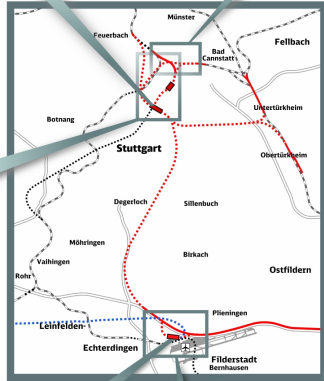 Münster
Feuerbach
Fellbach
Bad
Cannstatt
Untertürkheim
Botnang
Stuttgart
Obertürkheim
Degerloch
Sillenbuch
Möhringen
Birkach
Vaihingen
Ostfildern
Rohr
Plieningen
Leinfelden
Echterdingen
Filderstadt
Bernhausen